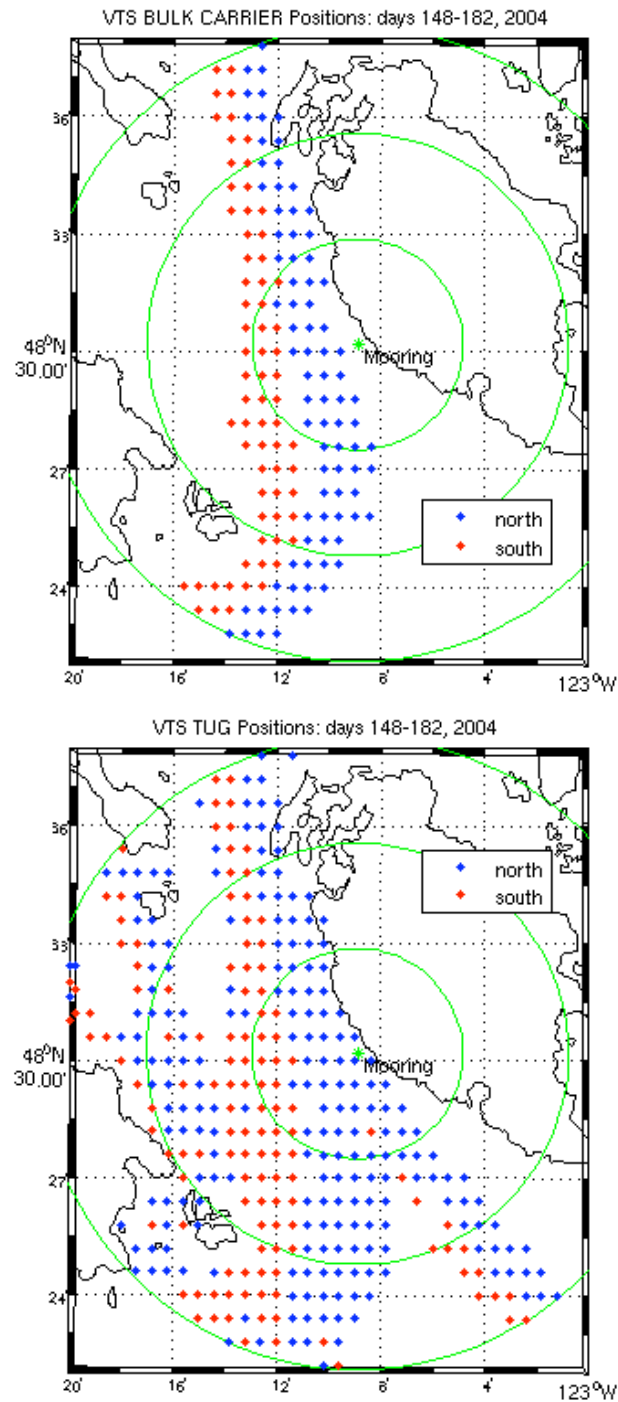 VTS BULK CARRIER Positions: days 148-182, 2004
36'
33'
48°N
30.00'
Mooring
27'
north
south
24'
20' 16' 12' 8' 4' 123°W
VTS TUG Positions: days 148-182, 2004
36'
north
south
33'
48°N
30.00'
Mooring
27'
24'
20' 16' 12' 8' 4' 123°W